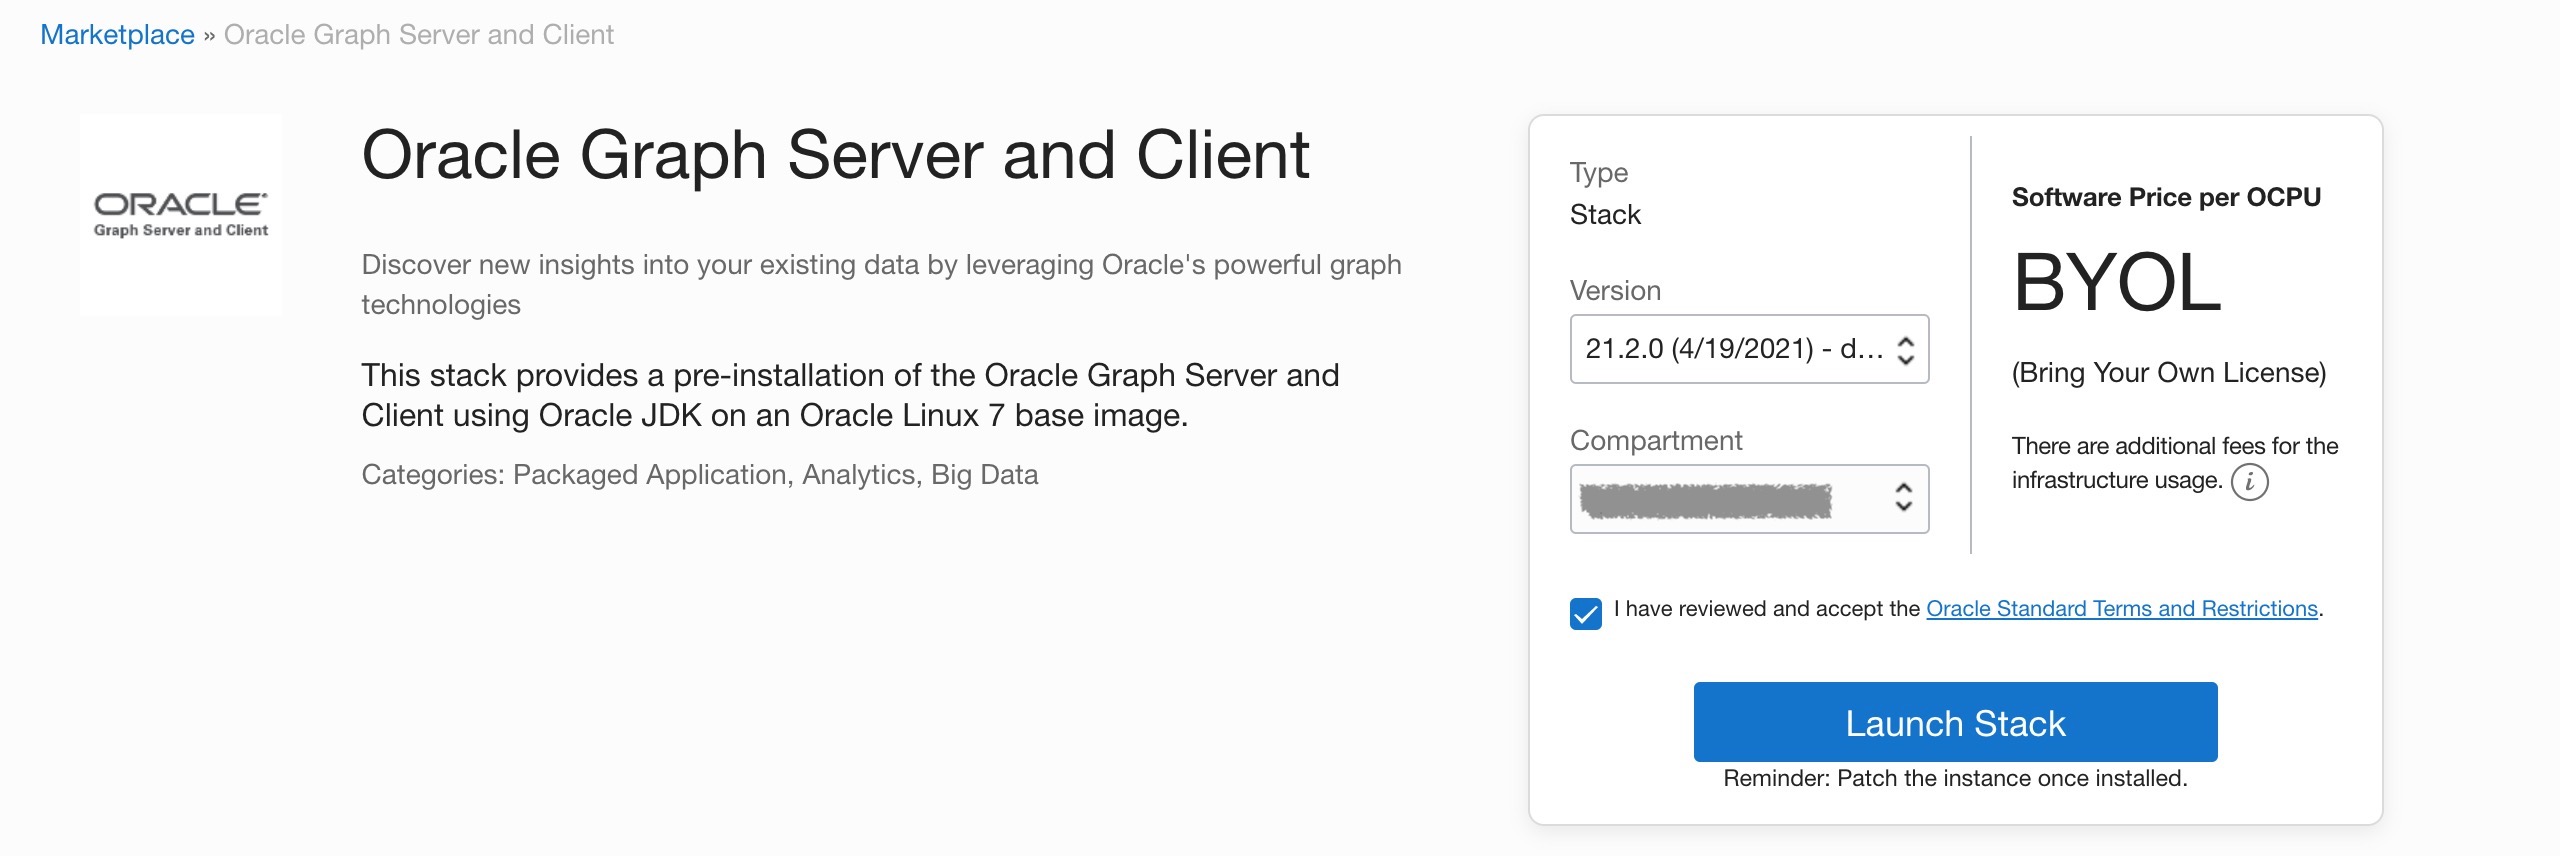 Marketplace » Oracle Graph Server and Client
ORACLE®
Graph Server and Client
Oracle Graph Server and Client
Discover new insights into your existing data by leveraging Oracle's powerful graph
technologies
This stack provides a pre-installation of the Oracle Graph Server and
Client using Oracle JDK on an Oracle Linux 7 base image.
Categories: Packaged Application, Analytics, Big Data
Type
Stack
Version
21.2.0 (4/19/2021) - d...
Compartment
Software Price per OCPU
BYOL
(Bring Your Own License)
There are additional fees for the
infrastructure usage. i
I have reviewed and accept the Oracle Standard Terms and Restrictions.
Launch Stack
Reminder: Patch the instance once installed.